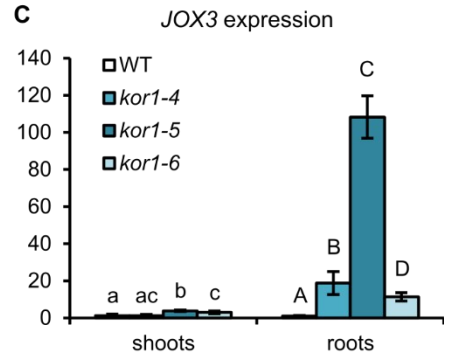 C
JOX3 expression
140
120
100
80
60
40
20
0
WT
kor1-4
kor1-5
kor1-6
a ac b c
A B C D
shoots roots